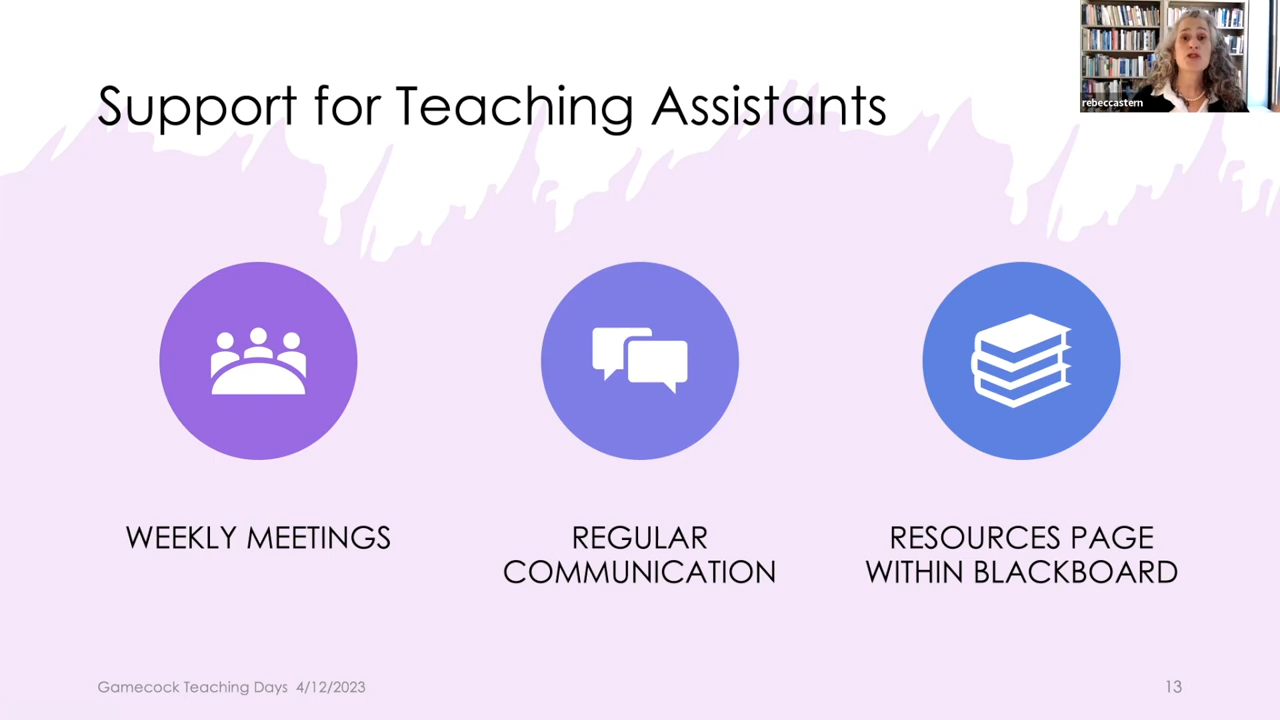 rebeccastern
Support for Teaching Assistants
WEEKLY MEETINGS
REGULAR
COMMUNICATION
RESOURCES PAGE
WITHIN BLACKBOARD
Gamecock Teaching Days 4/12/2023
13